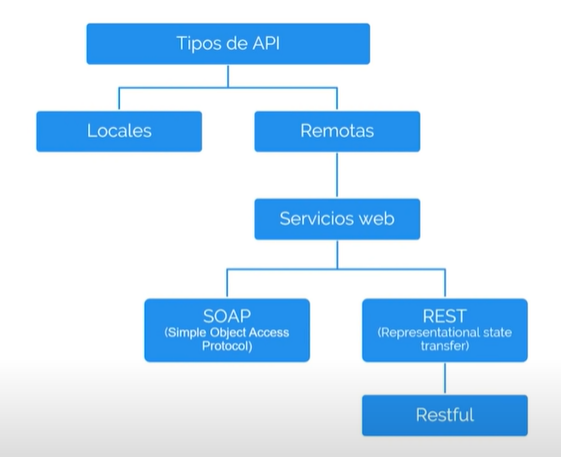 Tipos de API
Locales
Remotas
Servicios web
SOAP
(Simple Object Access
Protocol)
REST
(Representational state
transfer)
Restful